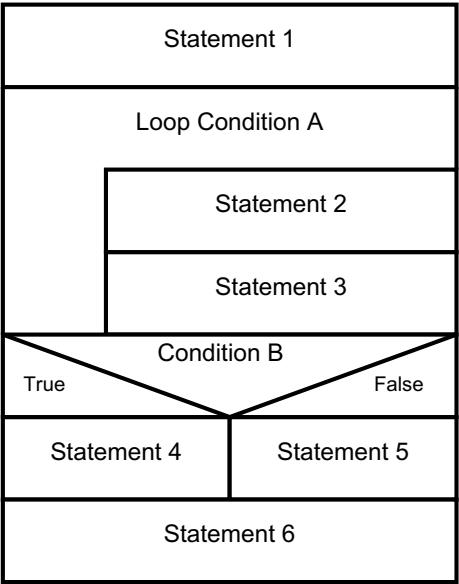 Statement 1
Loop Condition A
Statement 2
Statement 3
Condition B
True
False
Statement 4
Statement 5
Statement 6